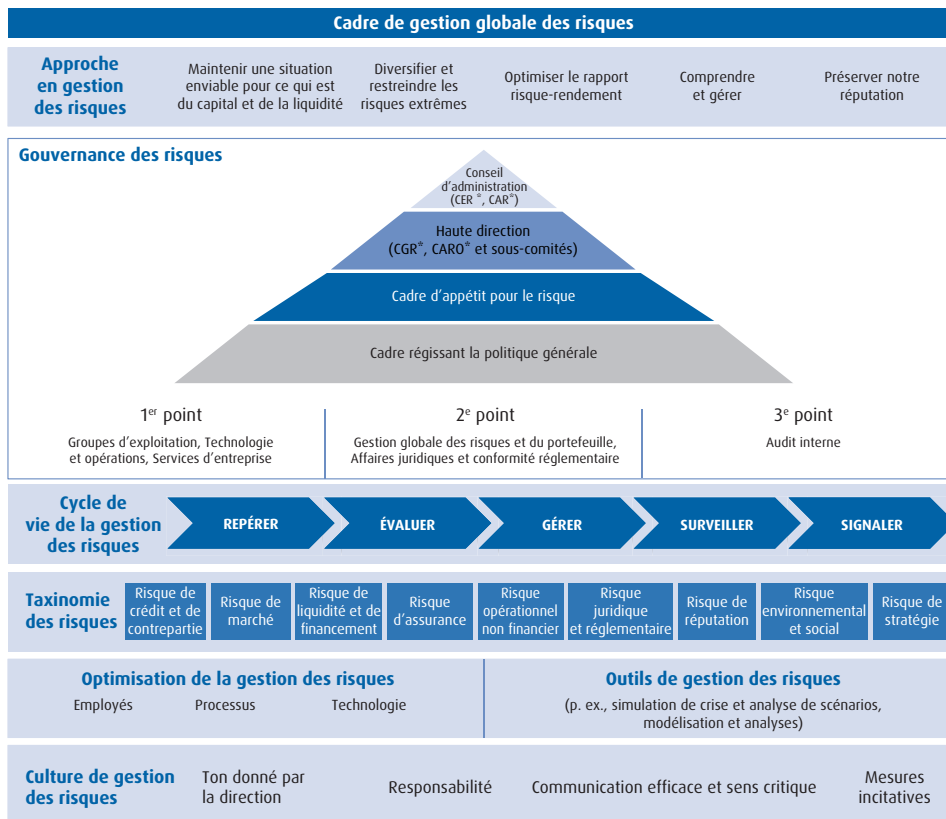 Cadre de gestion globale des risques
Approche
en gestion
des risques
Maintenir une situation
enviable pour ce qui est
du capital et de la liquidité
Diversifier et
restreindre les
risques extrêmes
Optimiser le rapport
risque-rendement
Comprendre
et gérer
Préserver notre
réputation
Gouvernance des risques
Conseil
d'administration
(CER *, CAR*)
Haute direction
(CGR*, CARO* et sous-comités)
Cadre d'appétit pour le risque
Cadre régissant la politique générale
1er point
Groupes d'exploitation, Technologie
et opérations, Services d'entreprise
2e point
Gestion globale des risques et du portefeuille,
Affaires juridiques et conformité réglementaire
3e point
Audit interne
Cycle de
vie de la gestion
des risques
REPÉRER
ÉVALUER
GÉRER
SURVEILLER
SIGNALER
Taxinomie
des risques
Risque de
crédit et de
contrepartie
Risque de
marché
Risque de
liquidité et de
financement
Risque
d'assurance
Risque
opérationnel
non financier
Risque
juridique
et réglementaire
Risque de
réputation
Risque
environnemental
et social
Risque de
stratégie
Optimisation de la gestion des risques
Employés
Processus
Technologie
Outils de gestion des risques
(p. ex., simulation de crise et analyse de scénarios,
modélisation et analyses)
Culture de gestion
des risques
Ton donné par
la direction
Responsabilité
Communication efficace et sens critique
Mesures
incitatives